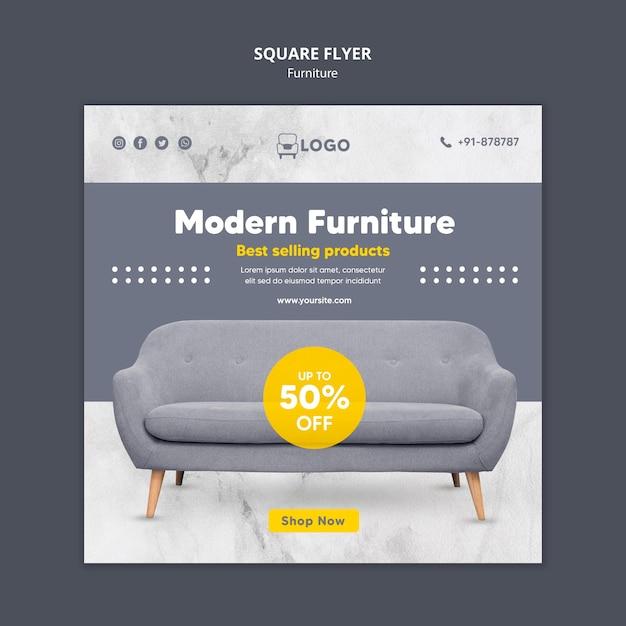 SQUARE FLYER
Furniture
LOGO
+91-878787
Modern Furniture
Best selling products
Lorem ipsum dolor sit amet, consectetur
elit sed do eiusmod tempor incididunt
www.yoursite.com
UP TO
50%
OFF
Shop Now